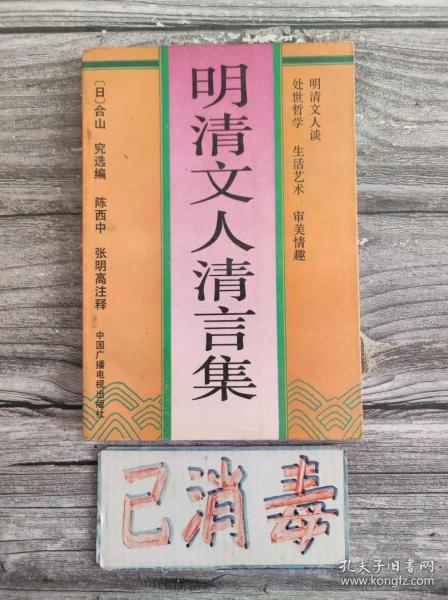 明清文人谈
处世哲学 生活艺术 审美情趣
明清文人清言集
〔日〕合山 究选编 陈西中 张明高注释
中国广播电视出版社
已消毒
孔夫子旧书网
www.kongfz.com